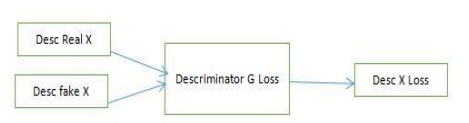 Desc Real X
Desc fake X
Descriminator G Loss
Desc X Loss